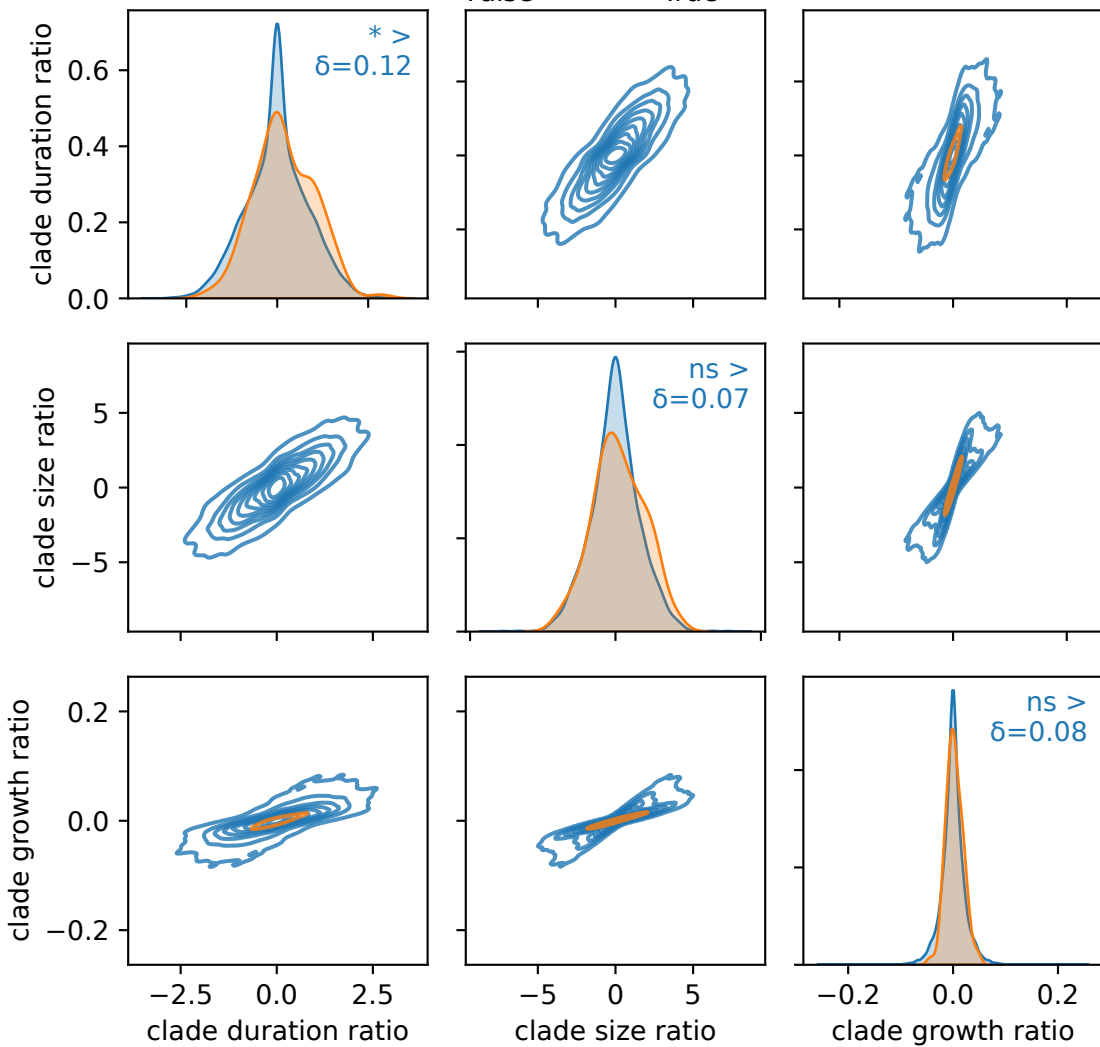 clade duration ratio
0.6
0.4
0.2
0.0
* >
δ=0.12
clade size ratio
5
0
−5
ns >
δ=0.07
clade growth ratio
0.2
0.0
−0.2
ns >
δ=0.08
−2.5 0.0 2.5
−5 0 5
−0.2 0.0 0.2
clade duration ratio
clade size ratio
clade growth ratio